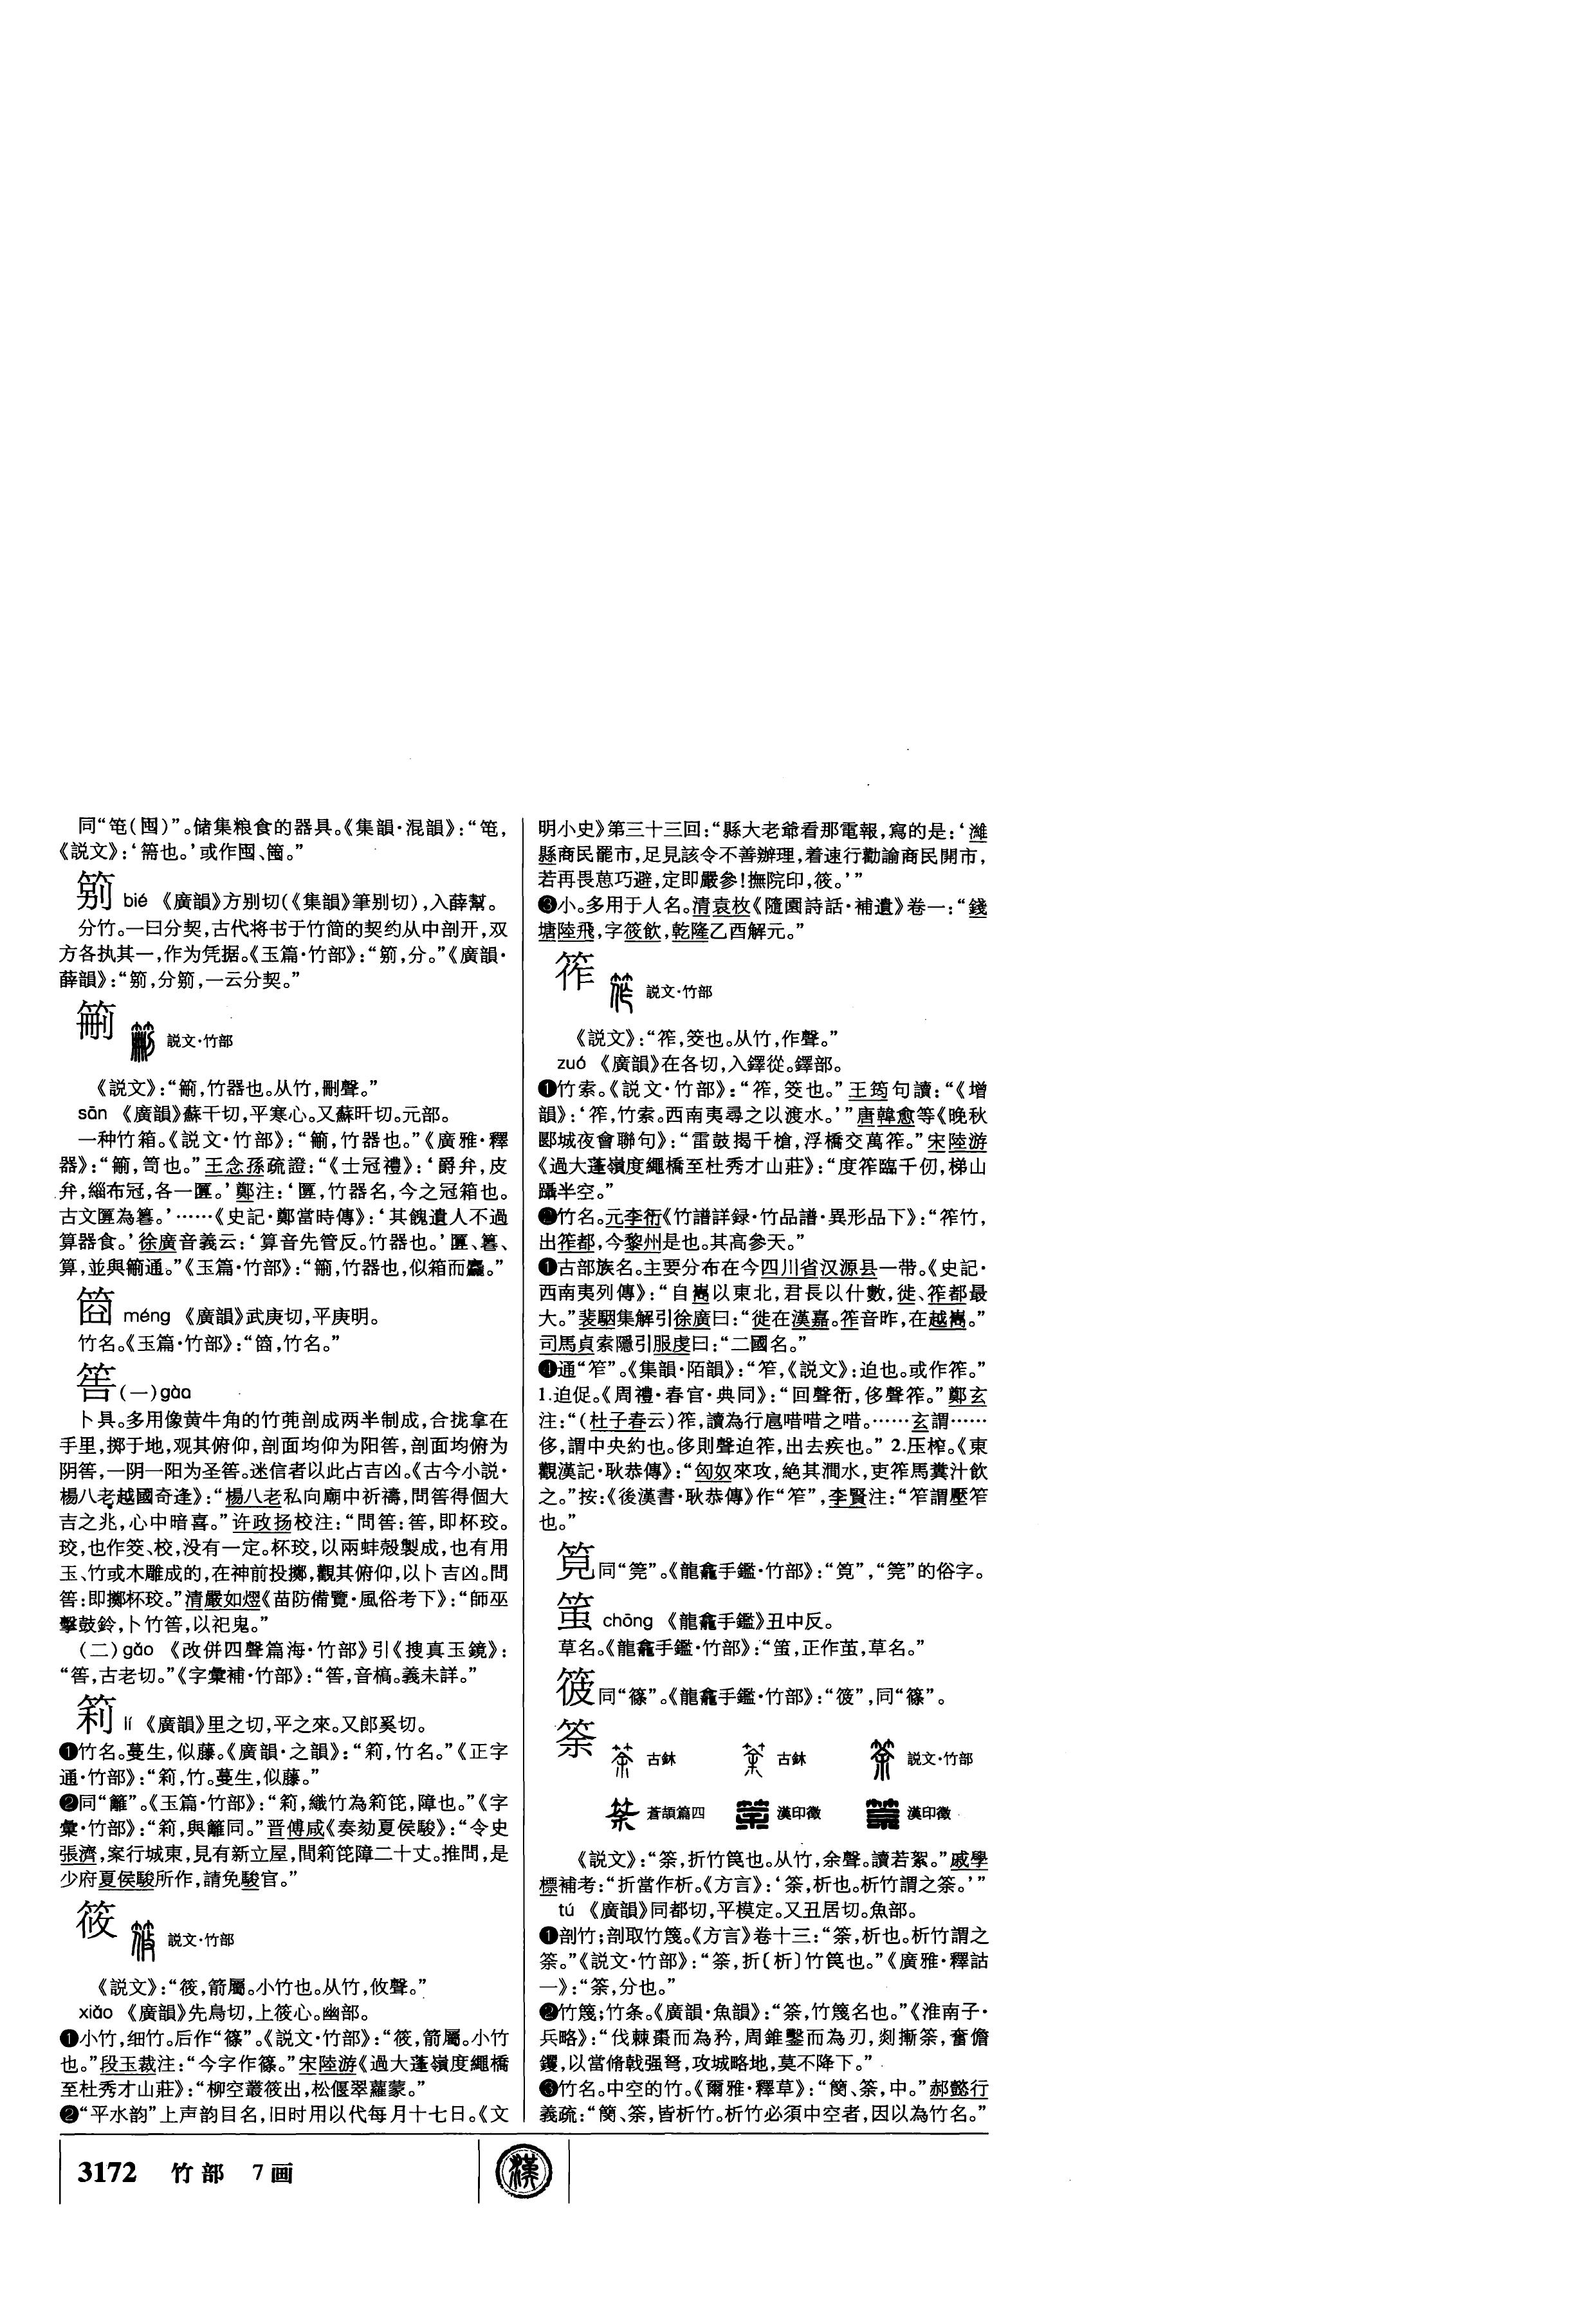 同“笔(囤)”。储集粮食的器具。《集韻·混韻》：“笔，
《説文》：‘篅也。’或作囤、𥫱。”
䇷 bié 《廣韻》方别切(《集韻》筆别切)，入薛幫。
分竹。一曰分契，古代将书于竹简的契约从中剖开，双
方各执其一，作为凭据。《玉篇·竹部》：“䇷，分。”《廣韻·
薛韻》：“䇷，分䇷，一云分契。”
説文·竹部
《説文》：“𥮾，竹器也。从竹，刪聲。”
sān 《廣韻》蘇干切，平寒心。又蘇旰切。元部。
一种竹箱。《説文·竹部》：“𥮾，竹器也。”《廣雅·釋
器》：“𥮾，笥也。”王念孫疏證：“《士冠禮》：‘爵弁，皮
弁，緇布冠，各一匴。’鄭注：‘匴，竹器名，今之冠箱也。
古文匴為篹。’……《史記·鄭當時傳》：‘其餽遺人不過
算器食。’徐廣音義云：‘算音先管反。竹器也。’匴、篹、
算，並與𥮾通。”《玉篇·竹部》：“𥮾，竹器也，似箱而麤。”
méng 《廣韻》武庚切，平庚明。
竹名。《玉篇·竹部》：“䇈，竹名。”
筶(一)gào
卜具。多用像黄牛角的竹蔸剖成两半制成，合拢拿在
手里，掷于地，观其俯仰，剖面均仰为阳筶，剖面均俯为
阴筶，一阴一阳为圣筶。迷信者以此占吉凶。《古今小説·
楊八老越國奇逢》：“楊八老私向廟中祈禱，問筶得個大
吉之兆，心中暗喜。”许政扬校注：“問筶：筶，即杯珓。
珓，也作筊、校，没有一定。杯珓，以兩蚌殻製成，也有用
玉、竹或木雕成的，在神前投擲，觀其俯仰，以卜吉凶。問
筶：即擲杯珓。”清嚴如熤《苗防備覽·風俗考下》：“師巫
擊鼓鈴，卜竹筶，以祀鬼。”
(二)gǎo 《改併四聲篇海·竹部》引《搜真玉鏡》：
“筶，古老切。”《字彙補·竹部》：“筶，音槁。義未詳。”
筣 lí 《廣韻》里之切，平之來。又郎奚切。
❶竹名。蔓生，似藤。《廣韻·之韻》：“筣，竹名。”《正字
通·竹部》：“筣，竹。蔓生，似藤。”
❷同“籬”。《玉篇·竹部》：“筣，織竹為筣笓，障也。”《字
彙·竹部》：“筣，與籬同。”晋傅咸《奏劾夏侯駿》：“令史
張濟，案行城東，見有新立屋，間筣笓障二十丈。推問，是
少府夏侯駿所作，請免駿官。”
筱 説文·竹部
《説文》：“筱，箭屬。小竹也。从竹，攸聲。”
xiǎo 《廣韻》先鳥切，上筱心。幽部。
❶小竹，细竹。后作“篠”。《説文·竹部》：“筱，箭屬。小竹
也。”段玉裁注：“今字作篠。”宋陸游《過大蓬嶺度繩橋
至杜秀才山莊》：“柳空叢筱出，松偃翠蘿蒙。”
❷“平水韵”上声韵目名，旧时用以代每月十七日。《文
明小史》第三十三回：“縣大老爺看那電報，寫的是：‘濰
縣商民罷市，足見該令不善辦理，着速行勸諭商民開市，
若再畏葸巧避，定即嚴參！撫院印，筱。’”
❸小。多用于人名。清袁枚《隨園詩話·補遺》卷一：“錢
塘陸飛，字筱飲，乾隆乙酉解元。”
筰 説文·竹部
《説文》：“筰，筊也。从竹，作聲。”
zuó 《廣韻》在各切，入鐸從。鐸部。
❶竹索。《説文·竹部》：“筰，筊也。”王筠句讀：“《增
韻》：‘筰，竹索。西南夷尋之以渡水。’”唐韓愈等《晚秋
郾城夜會聯句》：“雷鼓揭千槍，浮橋交萬筰。”宋陸游
《過大蓬嶺度繩橋至杜秀才山莊》：“度筰臨千仞，梯山
躡半空。”
❷竹名。元李衎《竹譜詳録·竹品譜·異形品下》：“筰竹，
出筰都，今黎州是也。其高參天。”
❶古部族名。主要分布在今四川省汉源县一带。《史記·
西南夷列傳》：“自巂以東北，君長以什數，徙、筰都最
大。”裴駰集解引徐廣曰：“徙在漢嘉。筰音昨，在越巂。”
司馬貞索隱引服虔曰：“二國名。”
❹通“笮”。《集韻·陌韻》：“笮，《説文》：迫也。或作筰。”
1.迫促。《周禮·春官·典同》：“回聲衎，侈聲筰。”鄭玄
注：“(杜子春云)筰，讀為行扈唶唶之唶。……玄謂……
侈，謂中央約也。侈則聲迫筰，出去疾也。” 2.压榨。《東
觀漢記·耿恭傳》：“匈奴來攻，絶其澗水，吏筰馬糞汁飲
之。”按：《後漢書·耿恭傳》作“笮”，李賢注：“笮謂壓笮
也。”
筧同“筦”。《龍龕手鑑·竹部》：“筧”，“筦”的俗字。
chōng 《龍龕手鑑》丑中反。
草名。《龍龕手鑑·竹部》：“䖝，正作茧，草名。”
筱同“篠”。《龍龕手鑑·竹部》：“筱”，同“篠”。
筡 古鉢 古鉢 説文·竹部
蒼頡篇四 漢印徵 漢印徵
《説文》：“筡，折竹笢也。从竹，余聲。讀若絮。”戚學
標補考：“折當作析。《方言》：‘筡，析也。析竹謂之筡。’”
tú 《廣韻》同都切，平模定。又丑居切。魚部。
❶剖竹；剖取竹篾。《方言》卷十三：“筡，析也。析竹謂之
筡。”《説文·竹部》：“筡，折〔析〕竹笢也。”《廣雅·釋詁
一》：“筡，分也。”
❷竹篾；竹条。《廣韻·魚韻》：“筡，竹篾名也。”《淮南子·
兵略》：“伐棘棗而為矜，周錐鑿而為刃，剡摲筡，奮儋
钁，以當脩戟强弩，攻城略地，莫不降下。”
❸竹名。中空的竹。《爾雅·釋草》：“簢、筡，中。”郝懿行
義疏：“簢、筡，皆析竹。析竹必須中空者，因以為竹名。”
3172 竹部 7画
漢